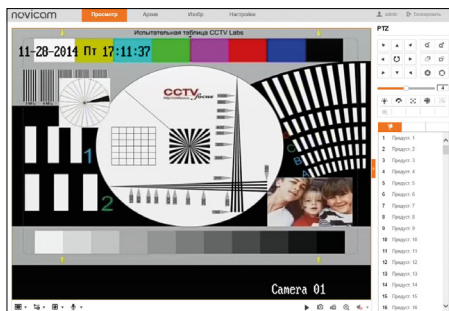 novicam
Просмотр Архив Изобр Настройки
admin
PTZ
Испытательная таблица CCTV Labs
11-28-2014 Пт 17:11:37
4
CCTV
focus
1
2
C
B
A
Camera 01
1 Предуст. 1
2 Предуст. 2
3 Предуст. 3
4 Предуст. 4
5 Предуст. 5
6 Предуст. 6
7 Предуст. 7
8 Предуст. 8
9 Предуст. 9
10 Предуст. 10
11 Предуст. 11
12 Предуст. 12
13 Предуст. 13
14 Предуст. 14
15 Предуст. 15
16 Предуст. 16